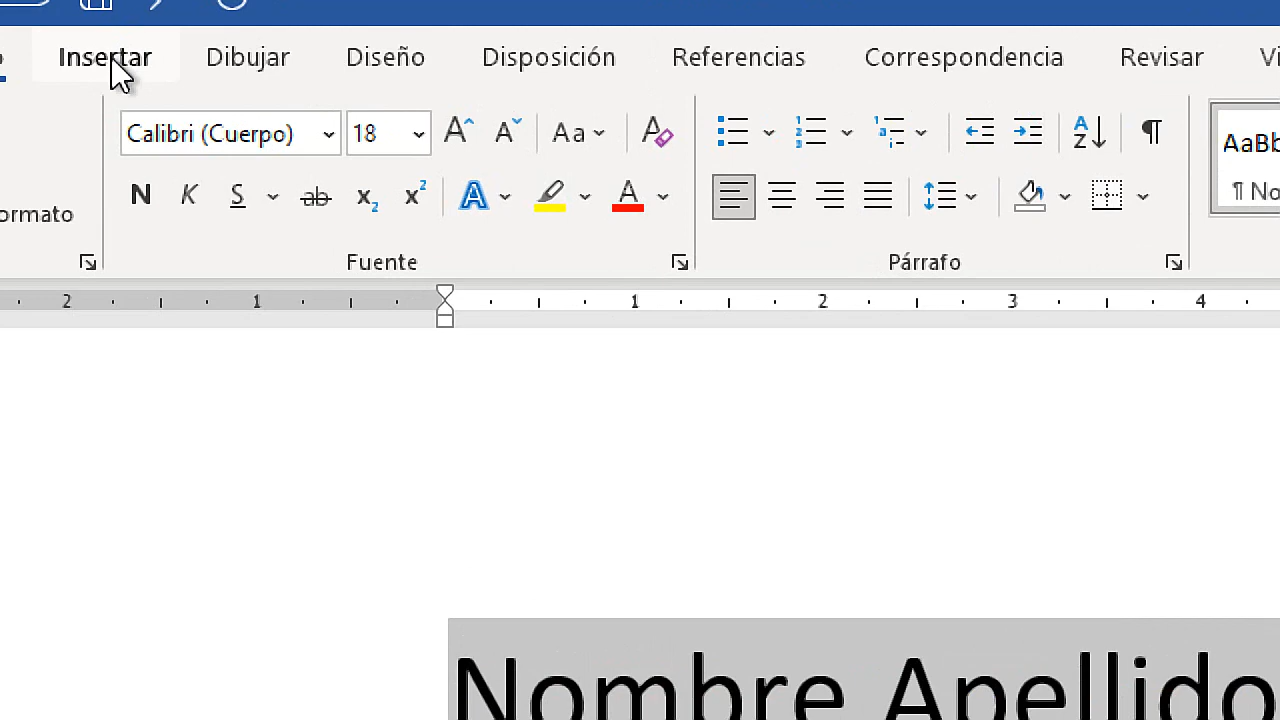 Insertar Dibujar Diseño Disposición Referencias Correspondencia Revisar
Calibri (Cuerpo) 18 Aa
N K S ab x2 x2 A A
ormato
Fuente Párrafo
AaBb
¶ No
2 1 1 2 3 4
Nombre Apellido